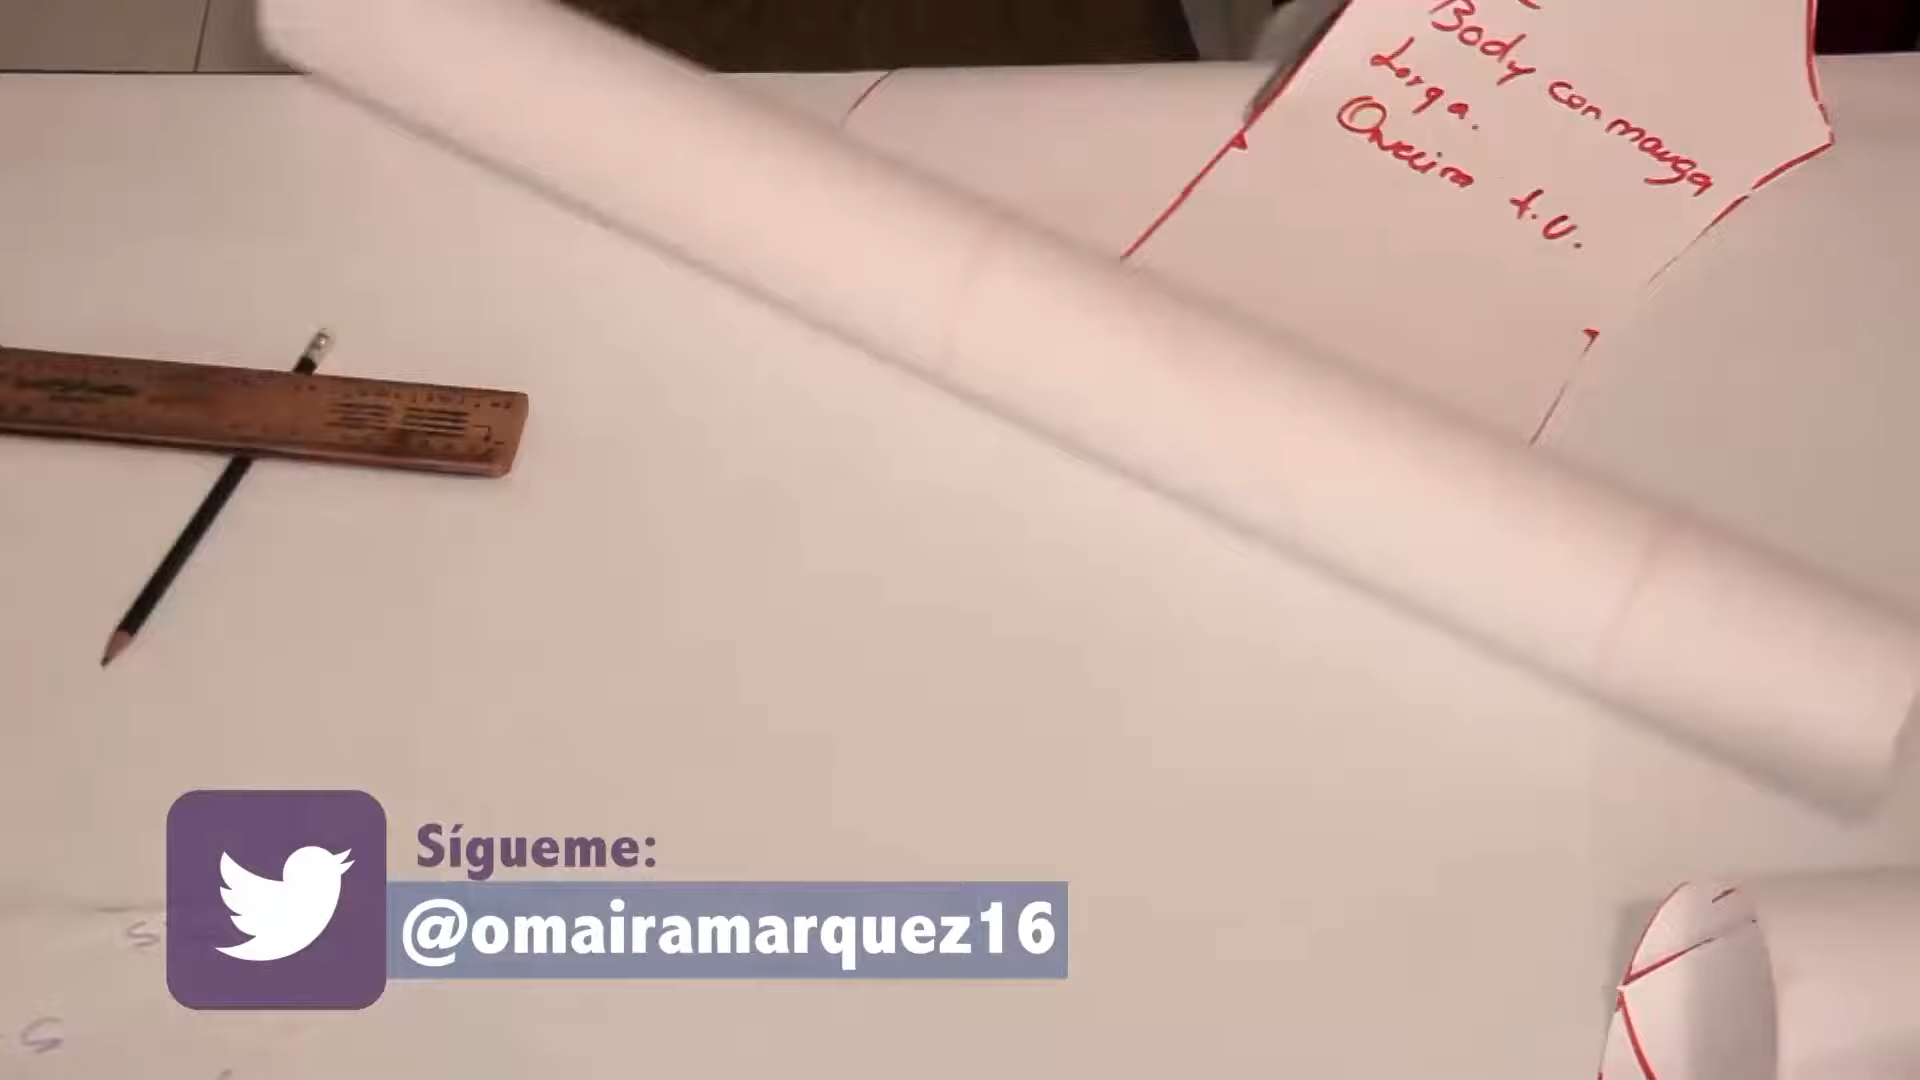 Body con manga
Larga.
Omaira T.V.
Sígueme:
@omairamarquez16